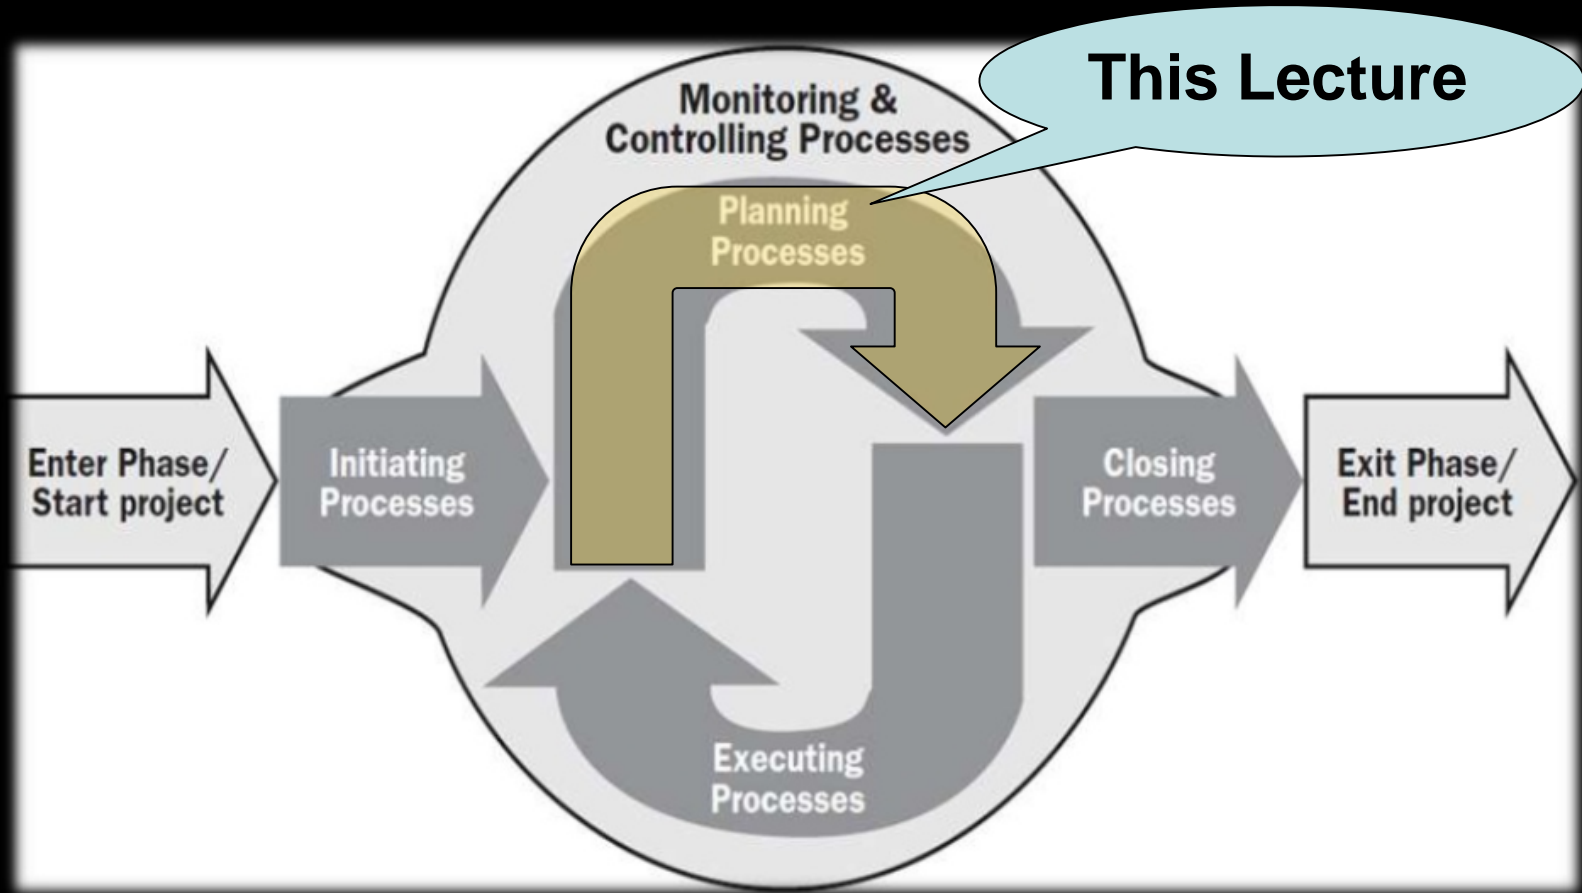 This Lecture
Monitoring &
Controlling Processes
Planning
Processes
Enter Phase/
Start project
Initiating
Processes
Closing
Processes
Exit Phase/
End project
Executing
Processes